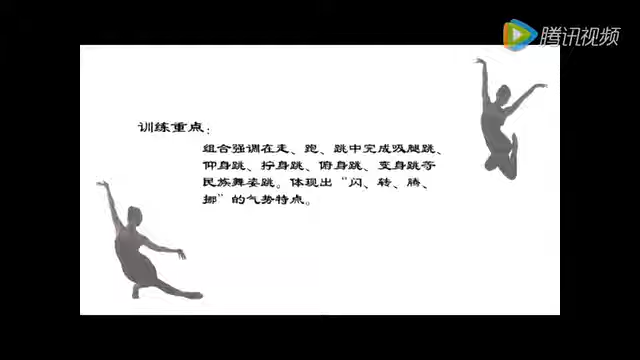 腾讯视频
训练重点：
组合强调在走、跑、跳中完成吸腿跳、
仰身跳、拧身跳、俯身跳、变身跳等
民族舞姿跳。体现出“闪、转、腾、
挪”的气势特点。